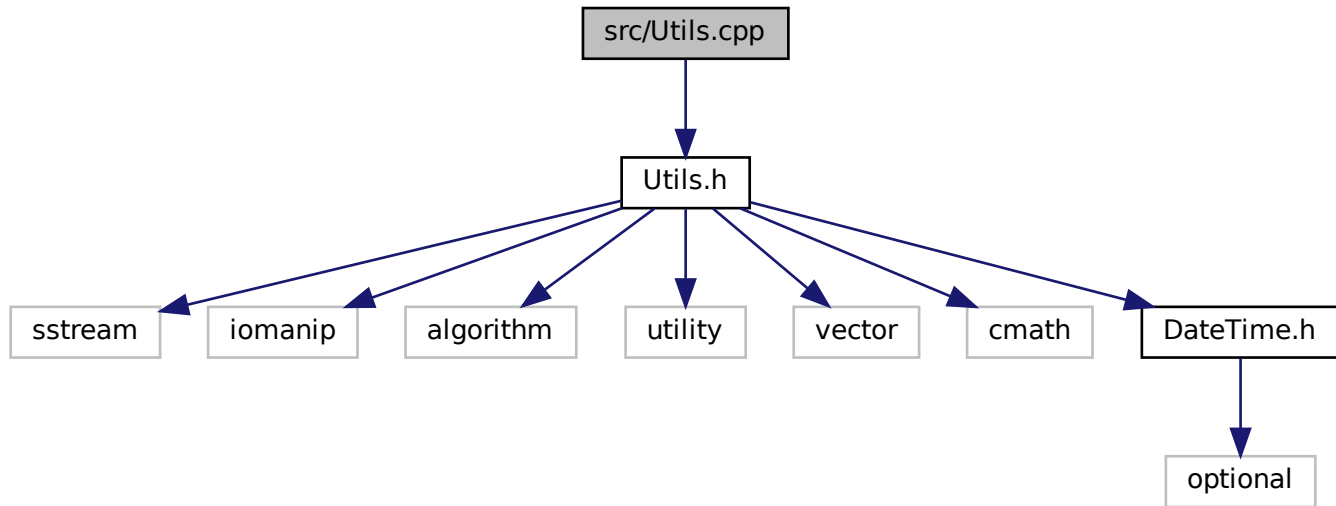 src/Utils.cpp
Utils.h
sstream
iomanip
algorithm
utility
vector
cmath
DateTime.h
optional